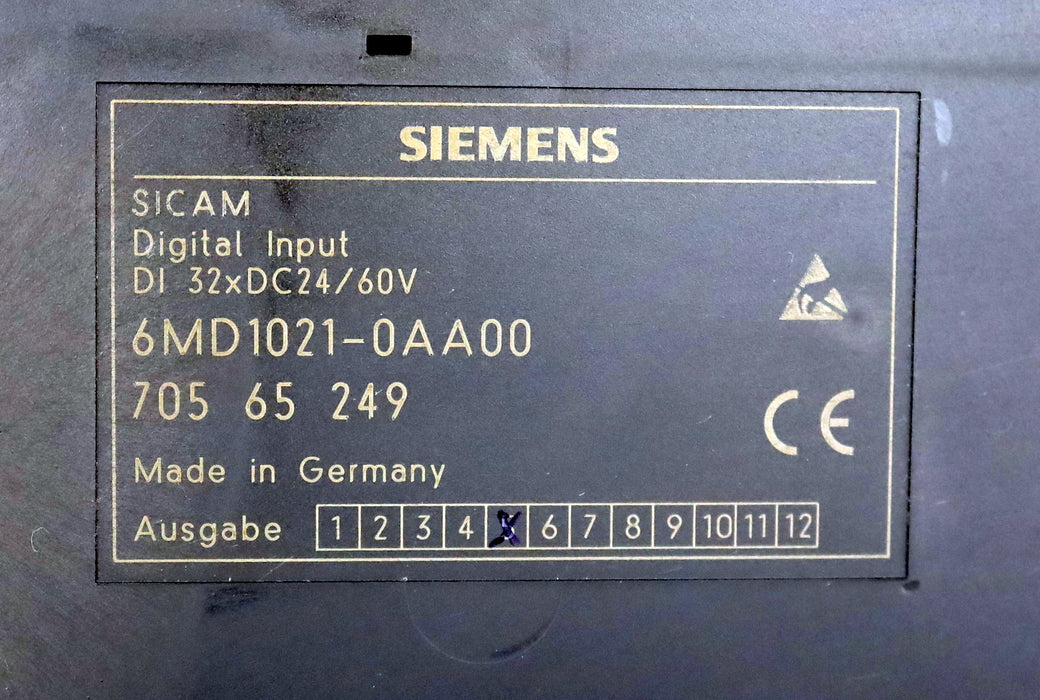 SIEMENS
SICAM
Digital Input
DI 32xDC24/60V
6MD1021-0AA00
705 65 249
CE
Made in Germany
Ausgabe 1 2 3 4 X 6 7 8 9 10 11 12